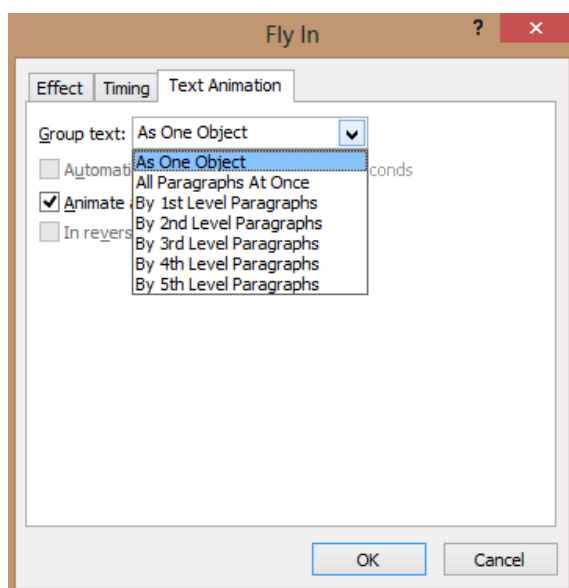 Fly In
?
Effect
Timing
Text Animation
Group text: As One Object
As One Object
Automati conds
All Paragraphs At Once
Animate
By 1st Level Paragraphs
By 2nd Level Paragraphs
In revers
By 3rd Level Paragraphs
By 4th Level Paragraphs
By 5th Level Paragraphs
OK
Cancel